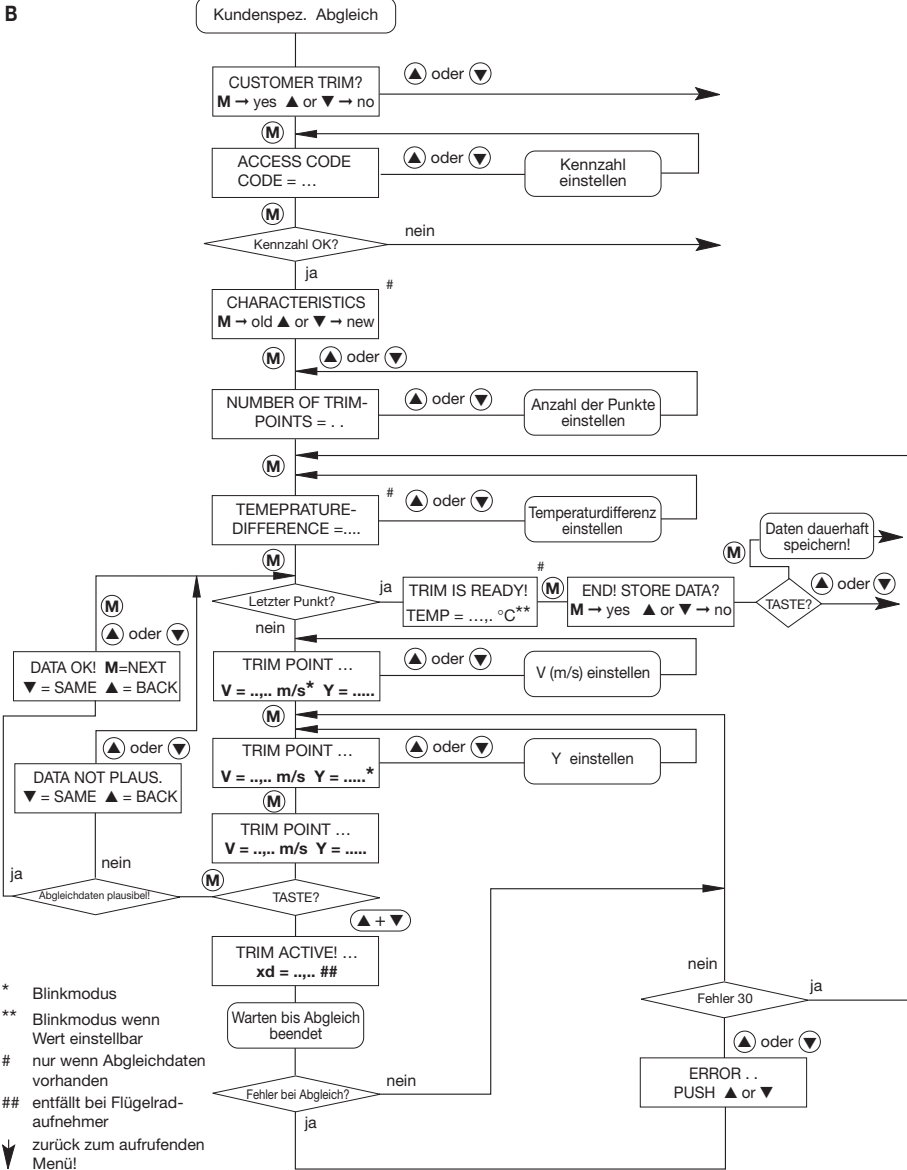 B
Kundenspez. Abgleich
CUSTOMER TRIM?
M → yes ▲ or ▼ → no
▲ oder ▼
M
ACCESS CODE
CODE = ...
▲ oder ▼
Kennzahl
einstellen
M
Kennzahl OK?
nein
ja
#
CHARACTERISTICS
M → old ▲ or ▼ → new
M
▲ oder ▼
NUMBER OF TRIM-
POINTS = . .
▲ oder ▼
Anzahl der Punkte
einstellen
M
TEMEPRATURE-
DIFFERENCE =....
#
▲ oder ▼
Temperaturdifferenz
einstellen
Daten dauerhaft
speichern!
M
M
Letzter Punkt?
ja
nein
TRIM IS READY!
TEMP = ...,. °C**
#
M
END! STORE DATA?
M → yes ▲ or ▼ → no
TASTE?
▲ oder ▼
M
▲ oder ▼
DATA OK! M=NEXT
▼ = SAME ▲ = BACK
TRIM POINT ...
V = ..,.. m/s* Y = .....
▲ oder ▼
V (m/s) einstellen
M
▲ oder ▼
DATA NOT PLAUS.
▼ = SAME ▲ = BACK
TRIM POINT ...
V = ..,.. m/s Y = .....*
▲ oder ▼
Y einstellen
M
TRIM POINT ...
V = ..,.. m/s Y = .....
ja
nein
Abgleichdaten plausibel!
M
TASTE?
▲ + ▼
TRIM ACTIVE! ...
xd = ..,.. ##
Warten bis Abgleich
beendet
Fehler bei Abgleich?
nein
ja
nein
Fehler 30
ja
▲ oder ▼
ERROR . .
PUSH ▲ or ▼
* Blinkmodus
** Blinkmodus wenn
Wert einstellbar
# nur wenn Abgleichdaten
vorhanden
## entfällt bei Flügelrad-
aufnehmer
zurück zum aufrufenden
Menü!